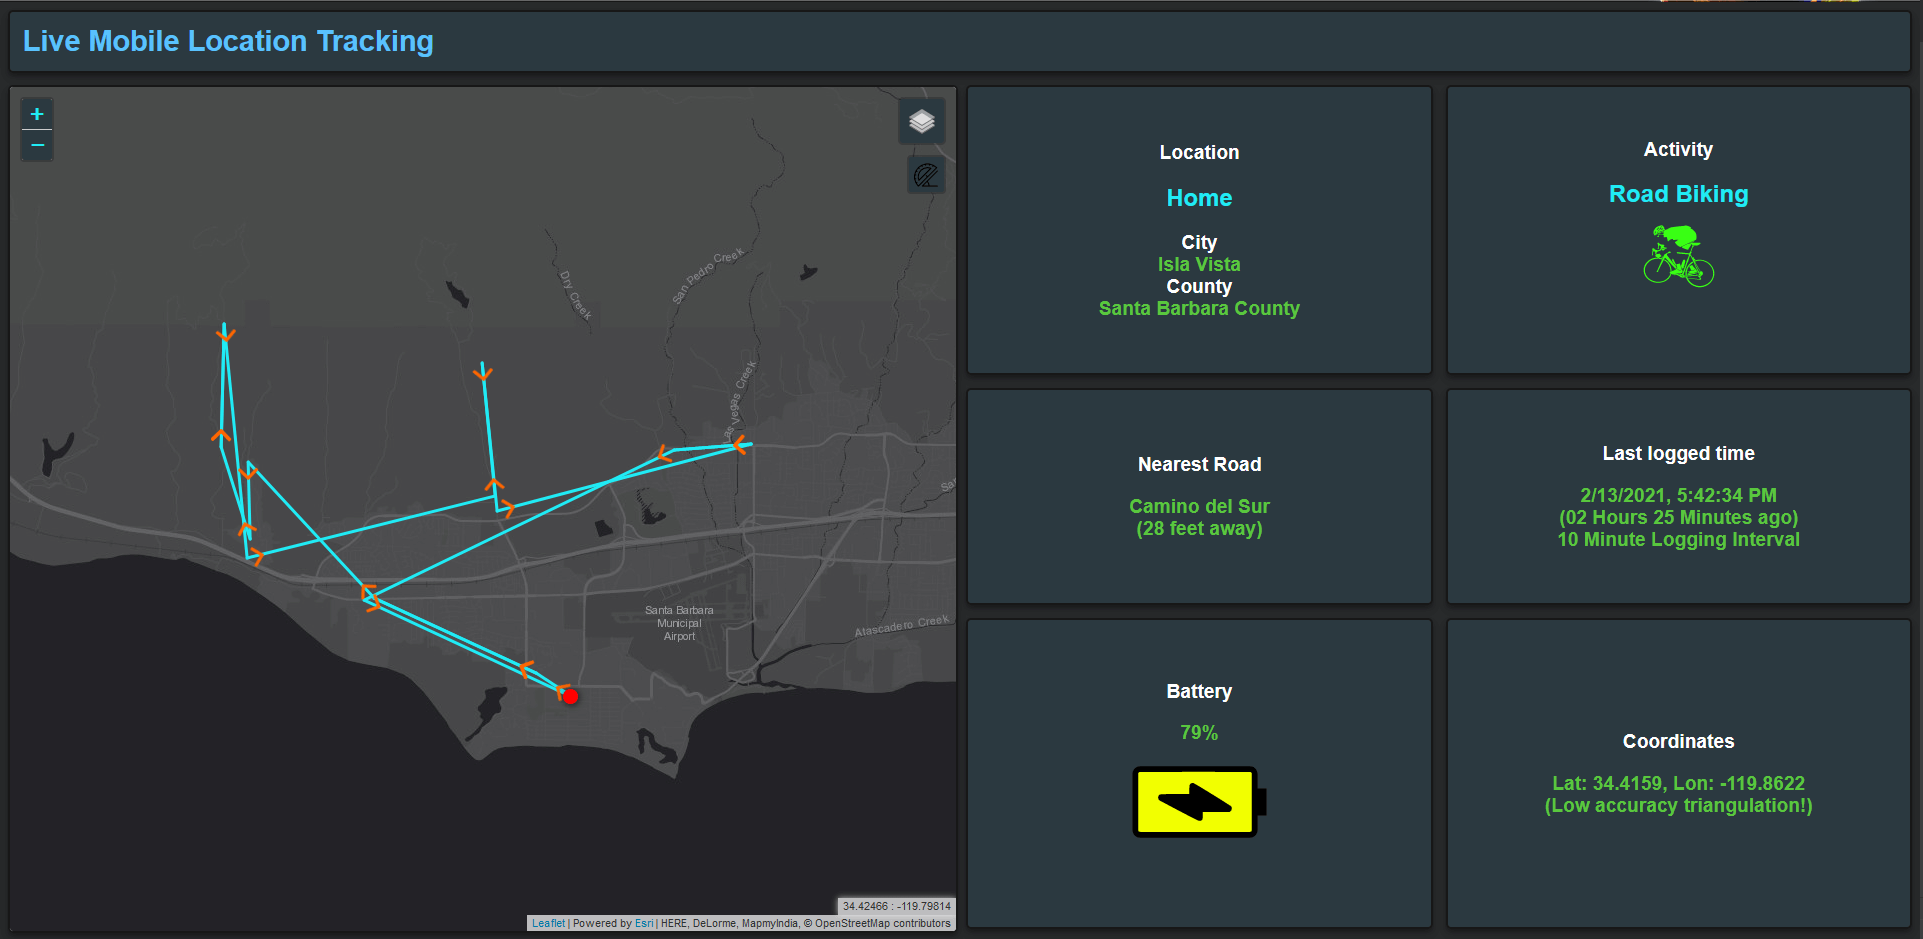 Live Mobile Location Tracking
+
−
Dry Creek
San Pedro Creek
Las Vegas Creek
Santa Barbara
Municipal
Airport
Atascadero Creek
34.42466 : -119.79814
Leaflet | Powered by Esri | HERE, DeLorme, MapmyIndia, © OpenStreetMap contributors
Location
Home
City
Isla Vista
County
Santa Barbara County
Activity
Road Biking
Nearest Road
Camino del Sur
(28 feet away)
Last logged time
2/13/2021, 5:42:34 PM
(02 Hours 25 Minutes ago)
10 Minute Logging Interval
Battery
79%
Coordinates
Lat: 34.4159, Lon: -119.8622
(Low accuracy triangulation!)